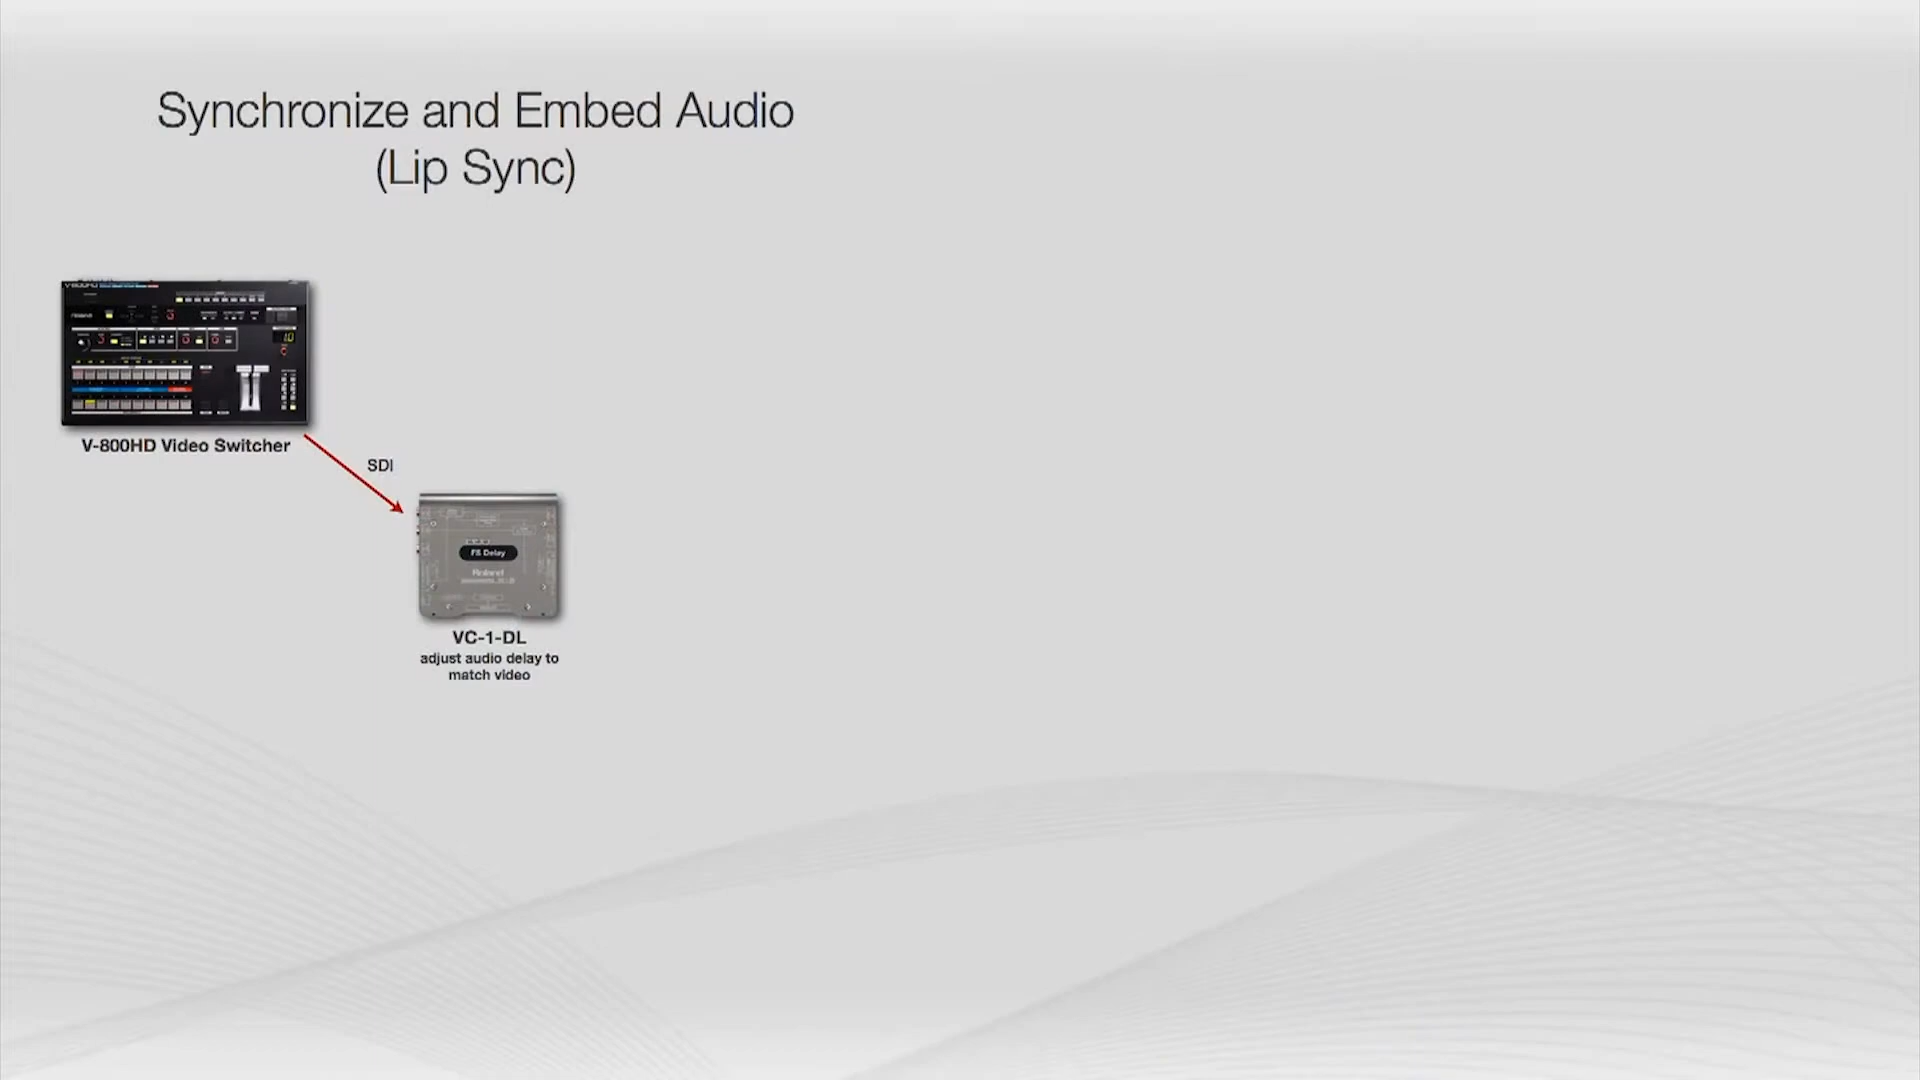 Synchronize and Embed Audio
(Lip Sync)
V-800HD Video Switcher
SDI
FS Delay
Roland
VC-1-DL
adjust audio delay to
match video